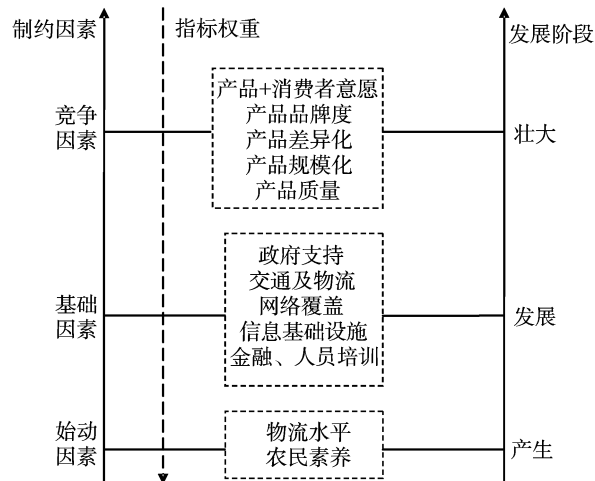 制约因素
指标权重
发展阶段
竞争
因素
产品+消费者意愿
产品品牌度
产品差异化
产品规模化
产品质量
壮大
基础
因素
政府支持
交通及物流
网络覆盖
信息基础设施
金融、人员培训
发展
始动
因素
物流水平
农民素养
产生